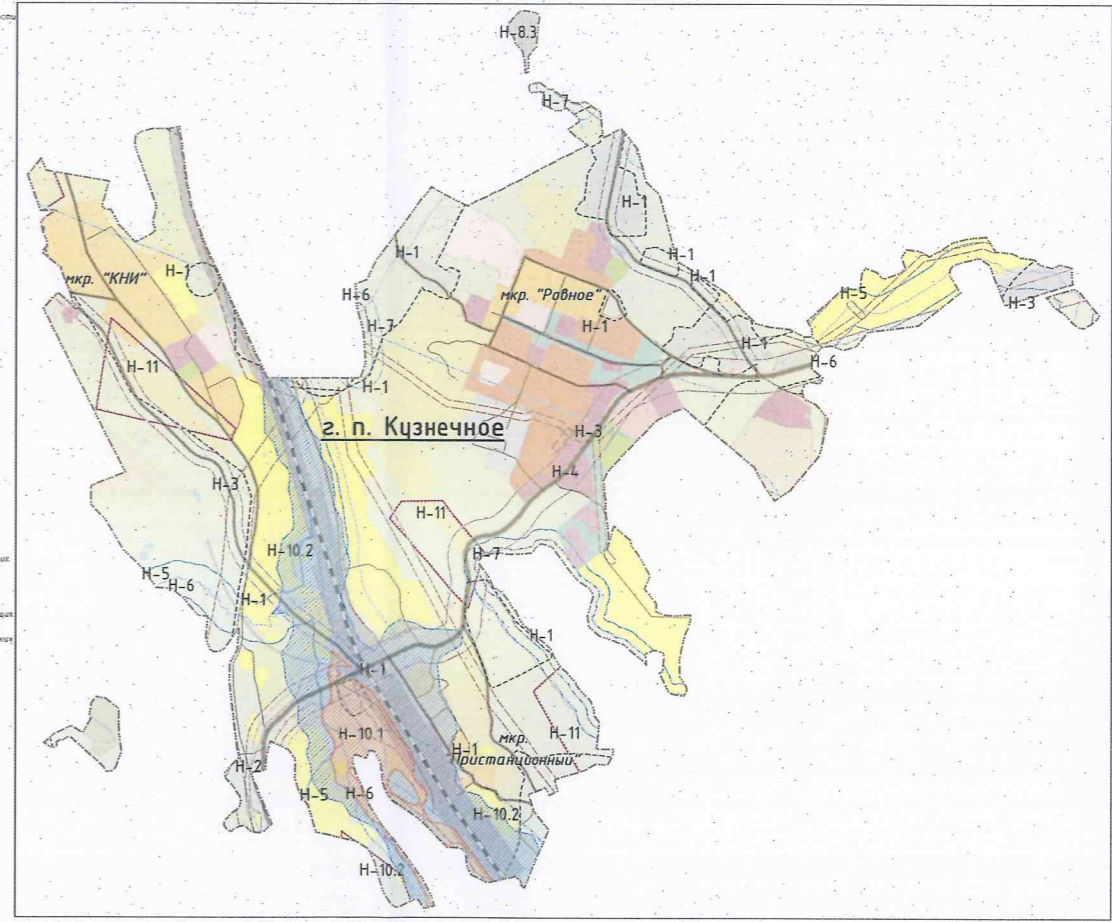 Н-8.3
Н-7
Н-1
Н-1
Н-1
Н-1
мкр. "КНИ"
Н-6
мкр. "Ровное"
Н-5
Н-3
Н-7
Н-1
Н-1
Н-6
Н-11
Н-1
г. п. Кузнечное
Н-3
Н-4
Н-3
Н-11
Н-10.2
Н-7
Н-5
Н-6
Н-1
Н-1
Н-1
Н-10.1
Н-11
мкр.
Пристанционный"
Н-1
Н-2
Н-5
Н-6
Н-10.2
Н-10.2